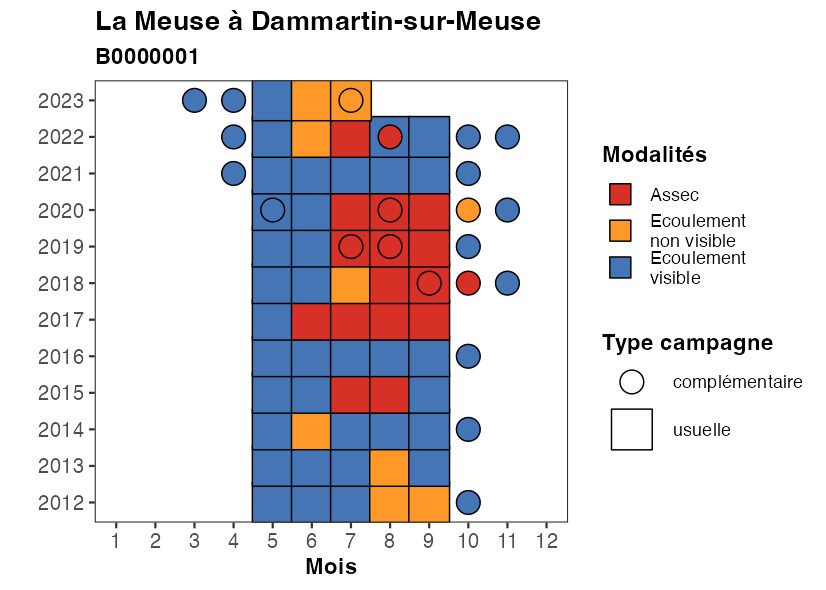 La Meuse à Dammartin-sur-Meuse
B0000001
2023
2022
2021
2020
2019
2018
2017
2016
2015
2014
2013
2012
1 2 3 4 5 6 7 8 9 10 11 12
Mois
Modalités
Assec
Ecoulement
non visible
Ecoulement
visible
Type campagne
complémentaire
usuelle